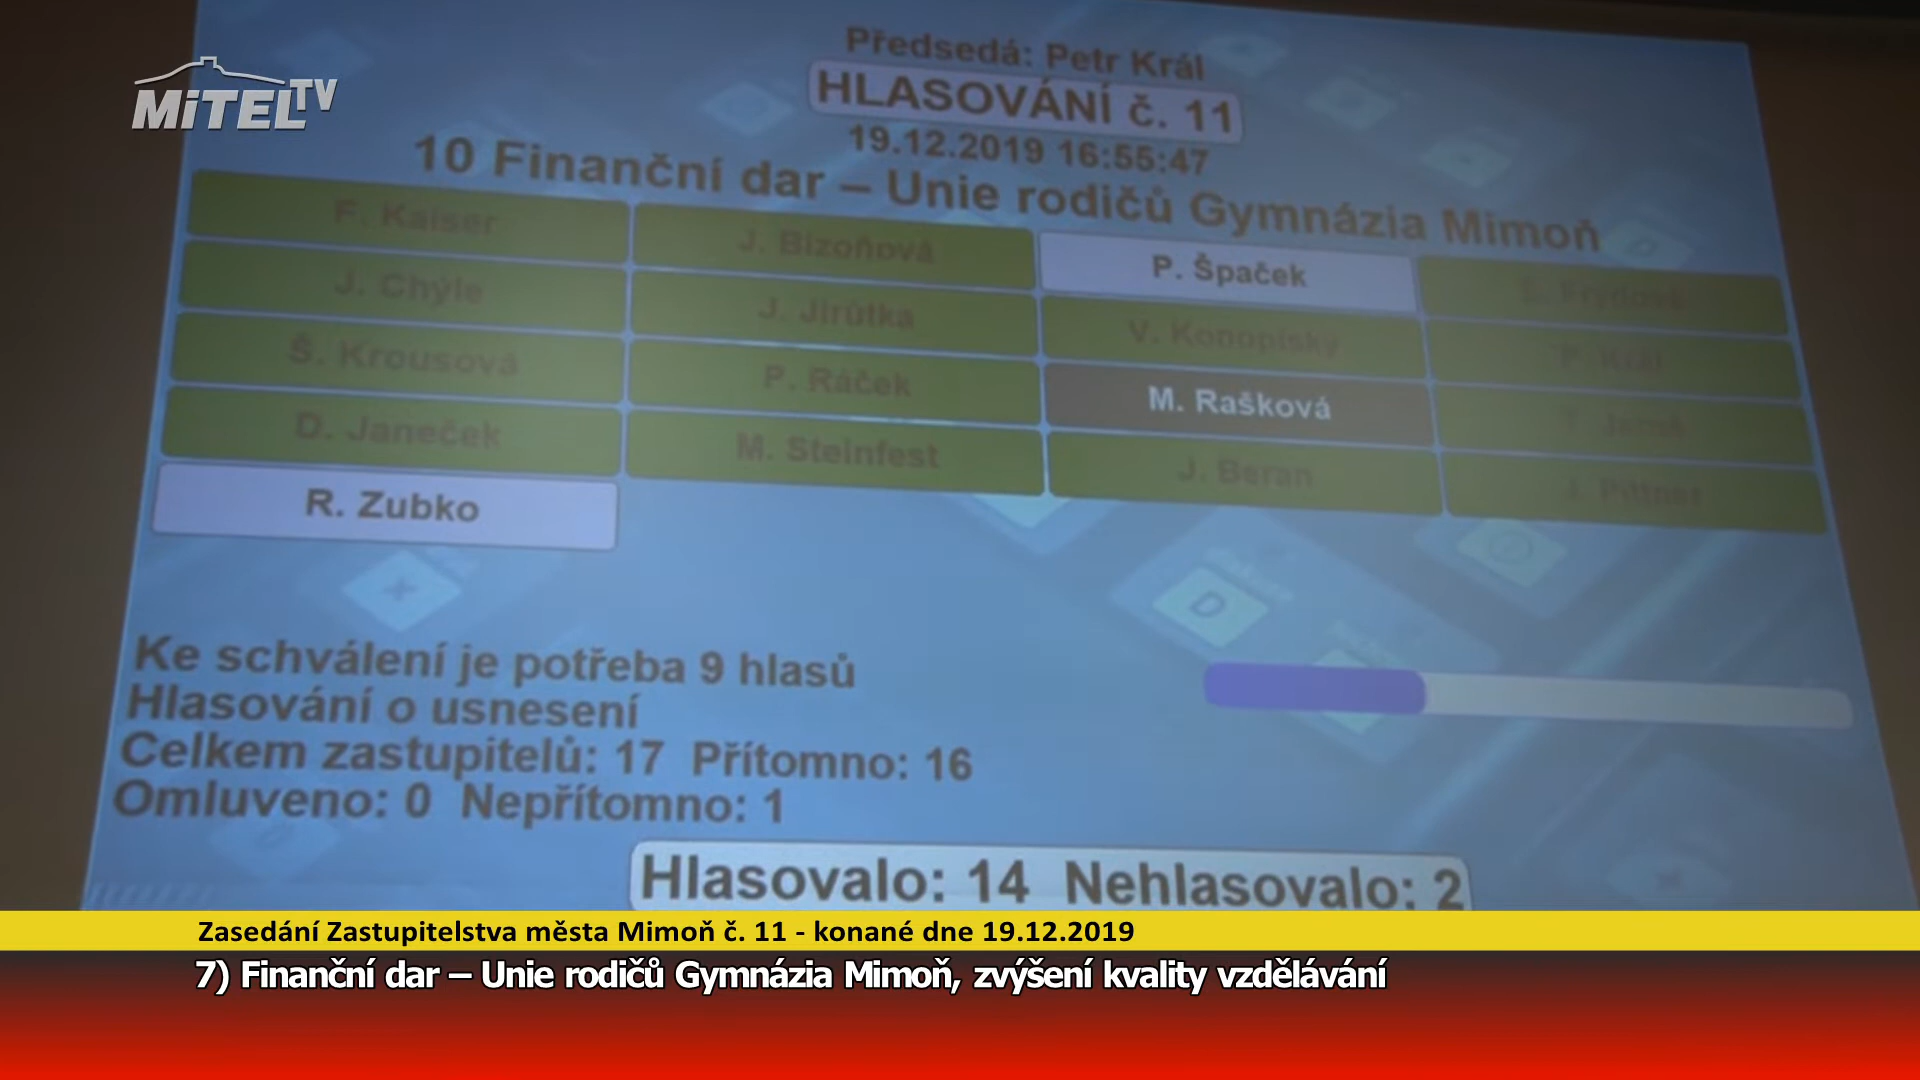 MiTEL TV
Předsedá: Petr Král
HLASOVÁNÍ č. 11
19.12.2019 16:55:47
10 Finanční dar – Unie rodičů Gymnázia Mimoň
F. Kaiser
J. Bizoňová
P. Špaček
J. Chýle
J. Jirůtka
V. Konopiský
P. Král
Š. Krousová
P. Ráček
M. Rašková
D. Janeček
M. Steinfest
J. Beran
R. Zubko
Ke schválení je potřeba 9 hlasů
Hlasování o usnesení
Celkem zastupitelů: 17 Přítomno: 16
Omluveno: 0 Nepřítomno: 1
Hlasovalo: 14 Nehlasovalo: 2
Zasedání Zastupitelstva města Mimoň č. 11 - konané dne 19.12.2019
7) Finanční dar – Unie rodičů Gymnázia Mimoň, zvýšení kvality vzdělávání